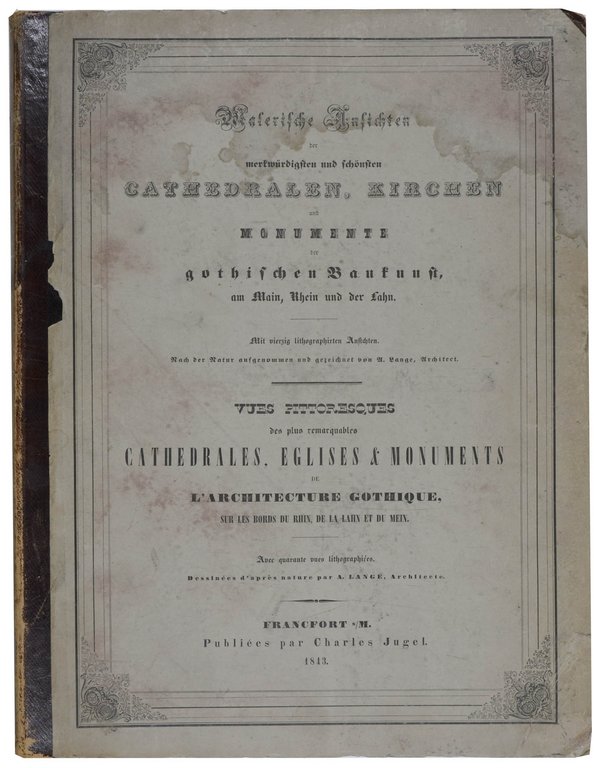 Malerische Ansichten
der
merkwürdigsten und schönsten
CATHEDRALEN, KIRCHEN
und
MONUMENTE
der
gothischen Baukunst,
am Main, Rhein und der Lahn.
Mit vierzig lithographirten Ansichten.
Nach der Natur aufgenommen und gezeichnet von A. Lange, Architect.
VUES PITTORESQUES
des plus remarquables
CATHEDRALES, EGLISES & MONUMENTS
DE
L'ARCHITECTURE GOTHIQUE,
SUR LES BORDS DU RHIN, DE LA LAHN ET DU MEIN.
Avec quarante vues lithographiées.
Dessinées d'après nature par A. LANGE, Architecte.
FRANCFORT s/M.
Publiées par Charles Jugel.
1843.